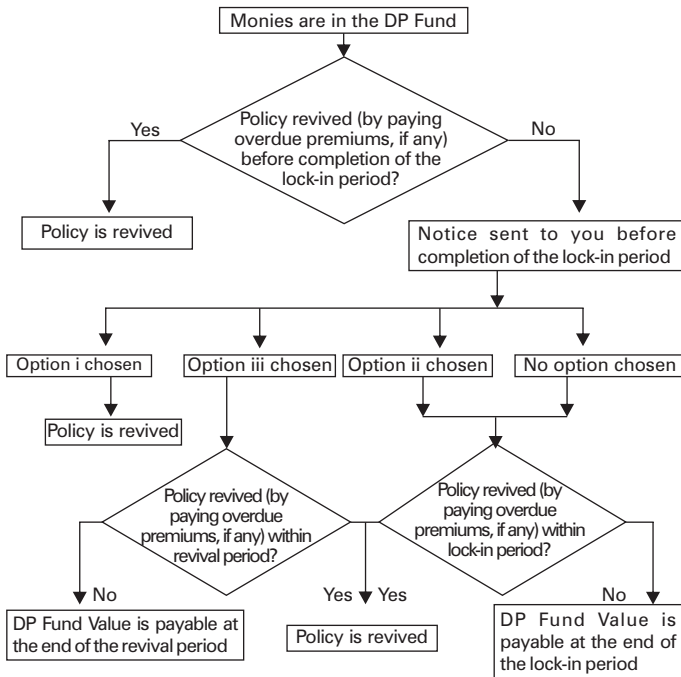 Monies are in the DP Fund
Policy revived (by paying
overdue premiums, if any)
before completion of the
lock-in period?
Yes
No
Policy is revived
Notice sent to you before
completion of the lock-in period
Option i chosen
Option iii chosen
Option ii chosen
No option chosen
Policy is revived
Policy revived (by
paying overdue
premiums, if any) within
revival period?
Policy revived (by
paying overdue
premiums, if any) within
lock-in period?
No
Yes
Yes
No
DP Fund Value is payable at
the end of the revival period
Policy is revived
DP Fund Value is
payable at the end of
the lock-in period